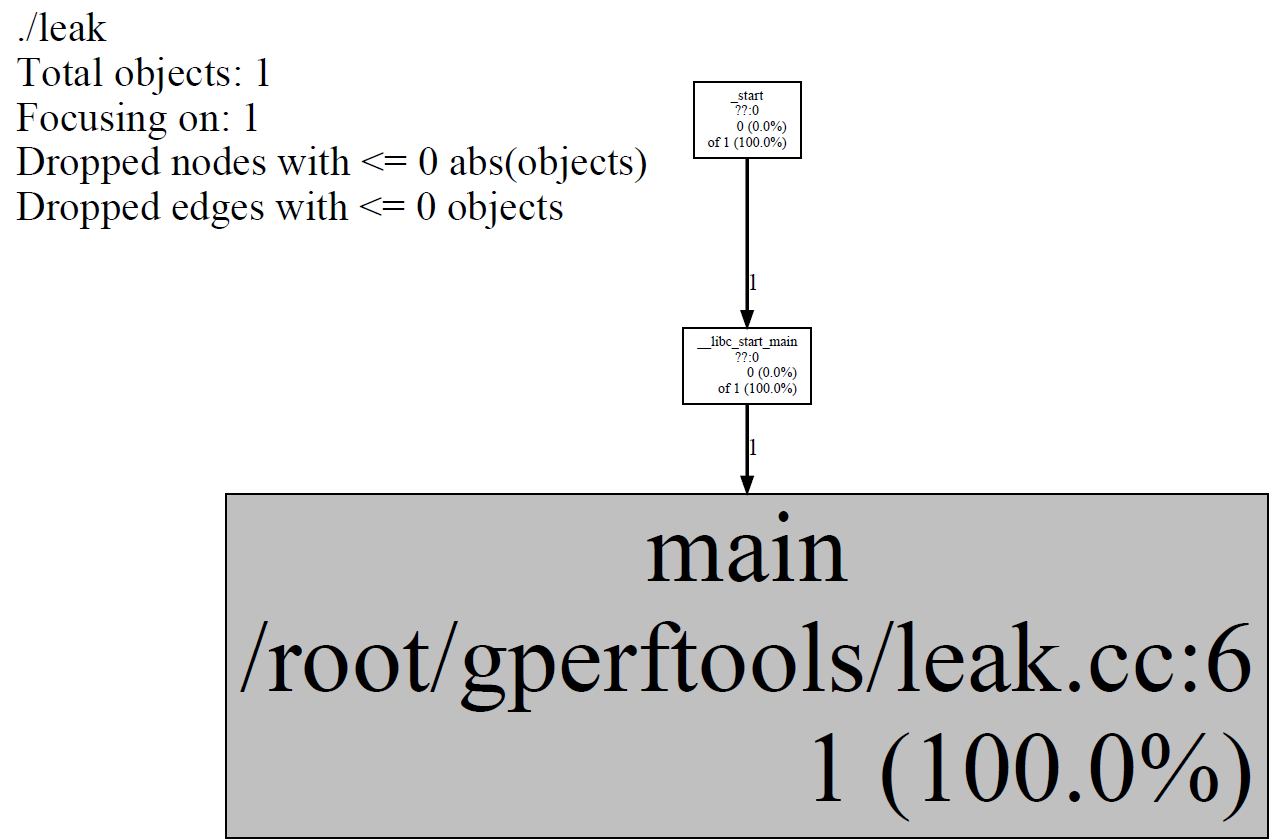 ./leak
Total objects: 1
Focusing on: 1
Dropped nodes with <= 0 abs(objects)
Dropped edges with <= 0 objects
_start
??:0
0 (0.0%)
of 1 (100.0%)
1
__libc_start_main
??:0
0 (0.0%)
of 1 (100.0%)
1
main
/root/gperftools/leak.cc:6
1 (100.0%)